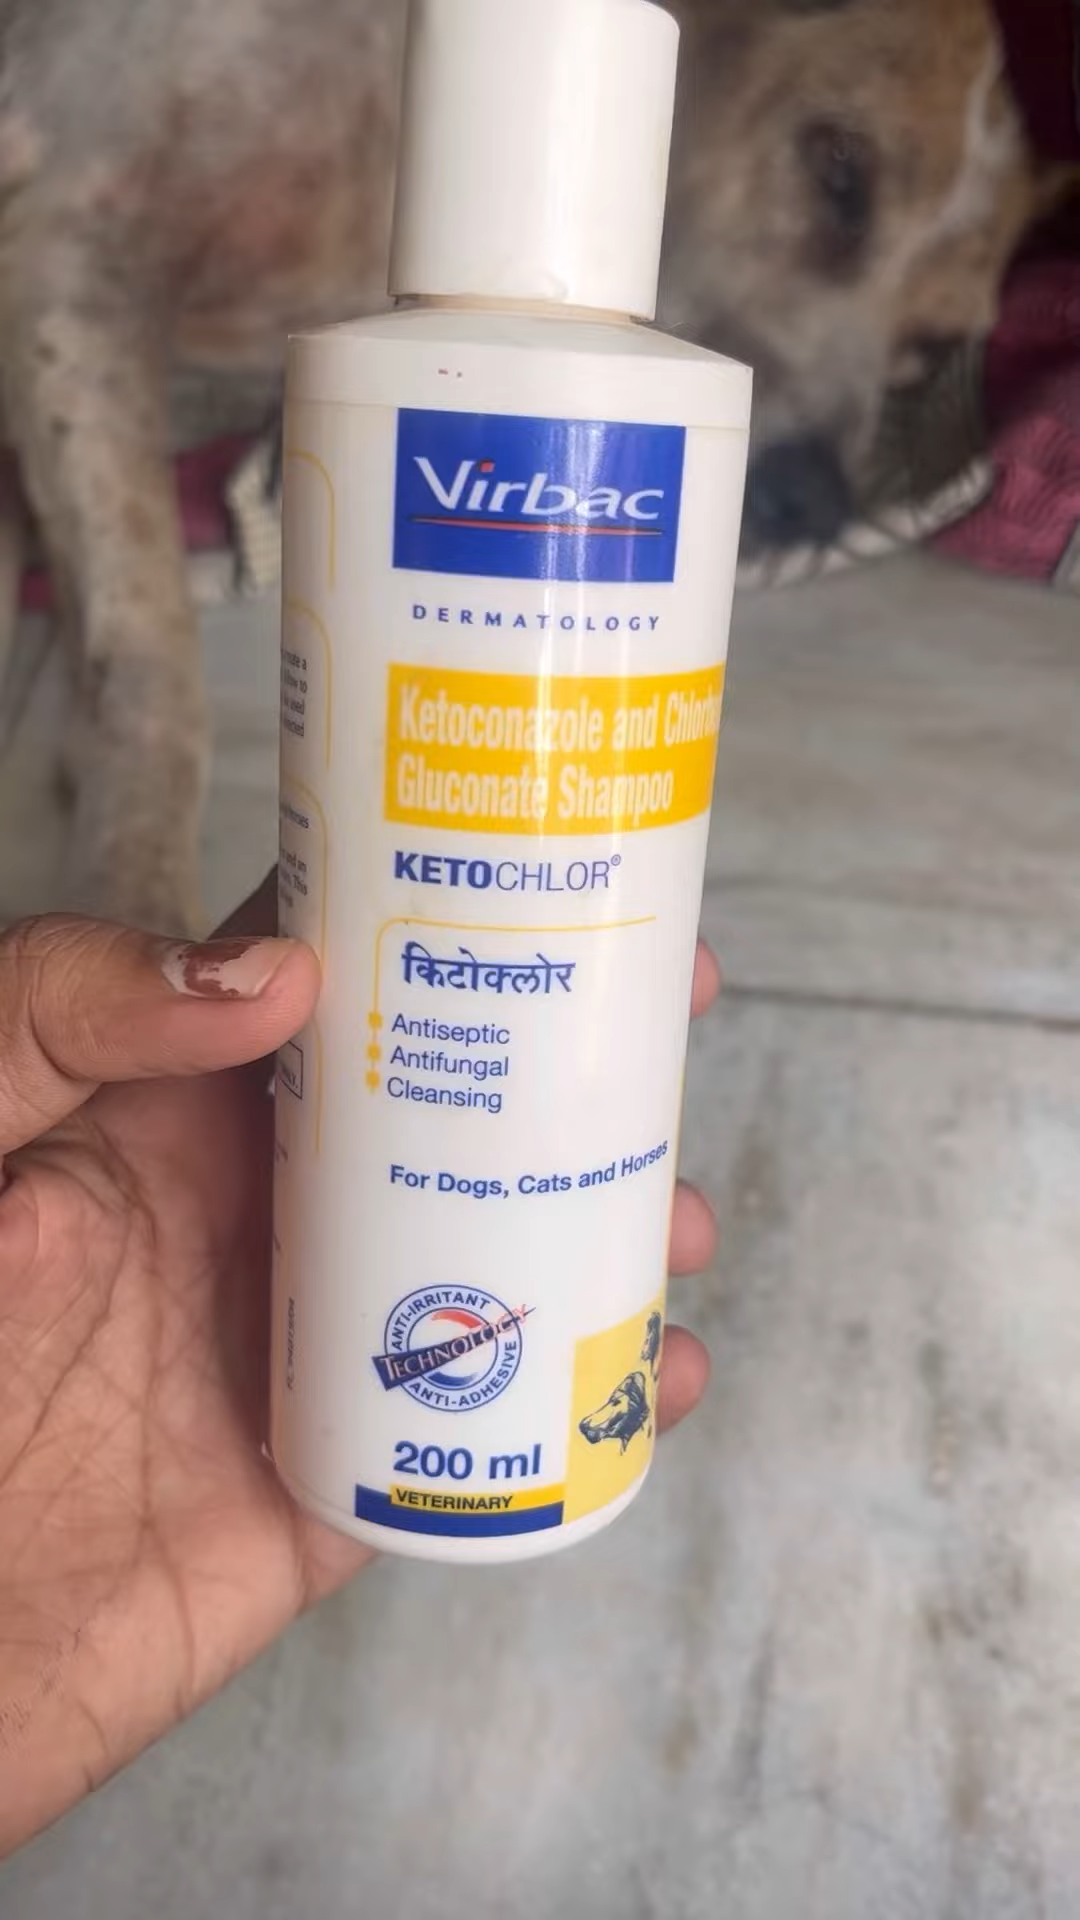 Virbac
DERMATOLOGY
Ketoconazole and
Gluconate Shampoo
KETOCHLOR®
किटोक्लोर
Antiseptic
Antifungal
Cleansing
For Dogs, Cats and Horses
ANTI-IRRITANT
TECHNOLOGY
ANTI-ADHESIVE
200 ml
VETERINARY